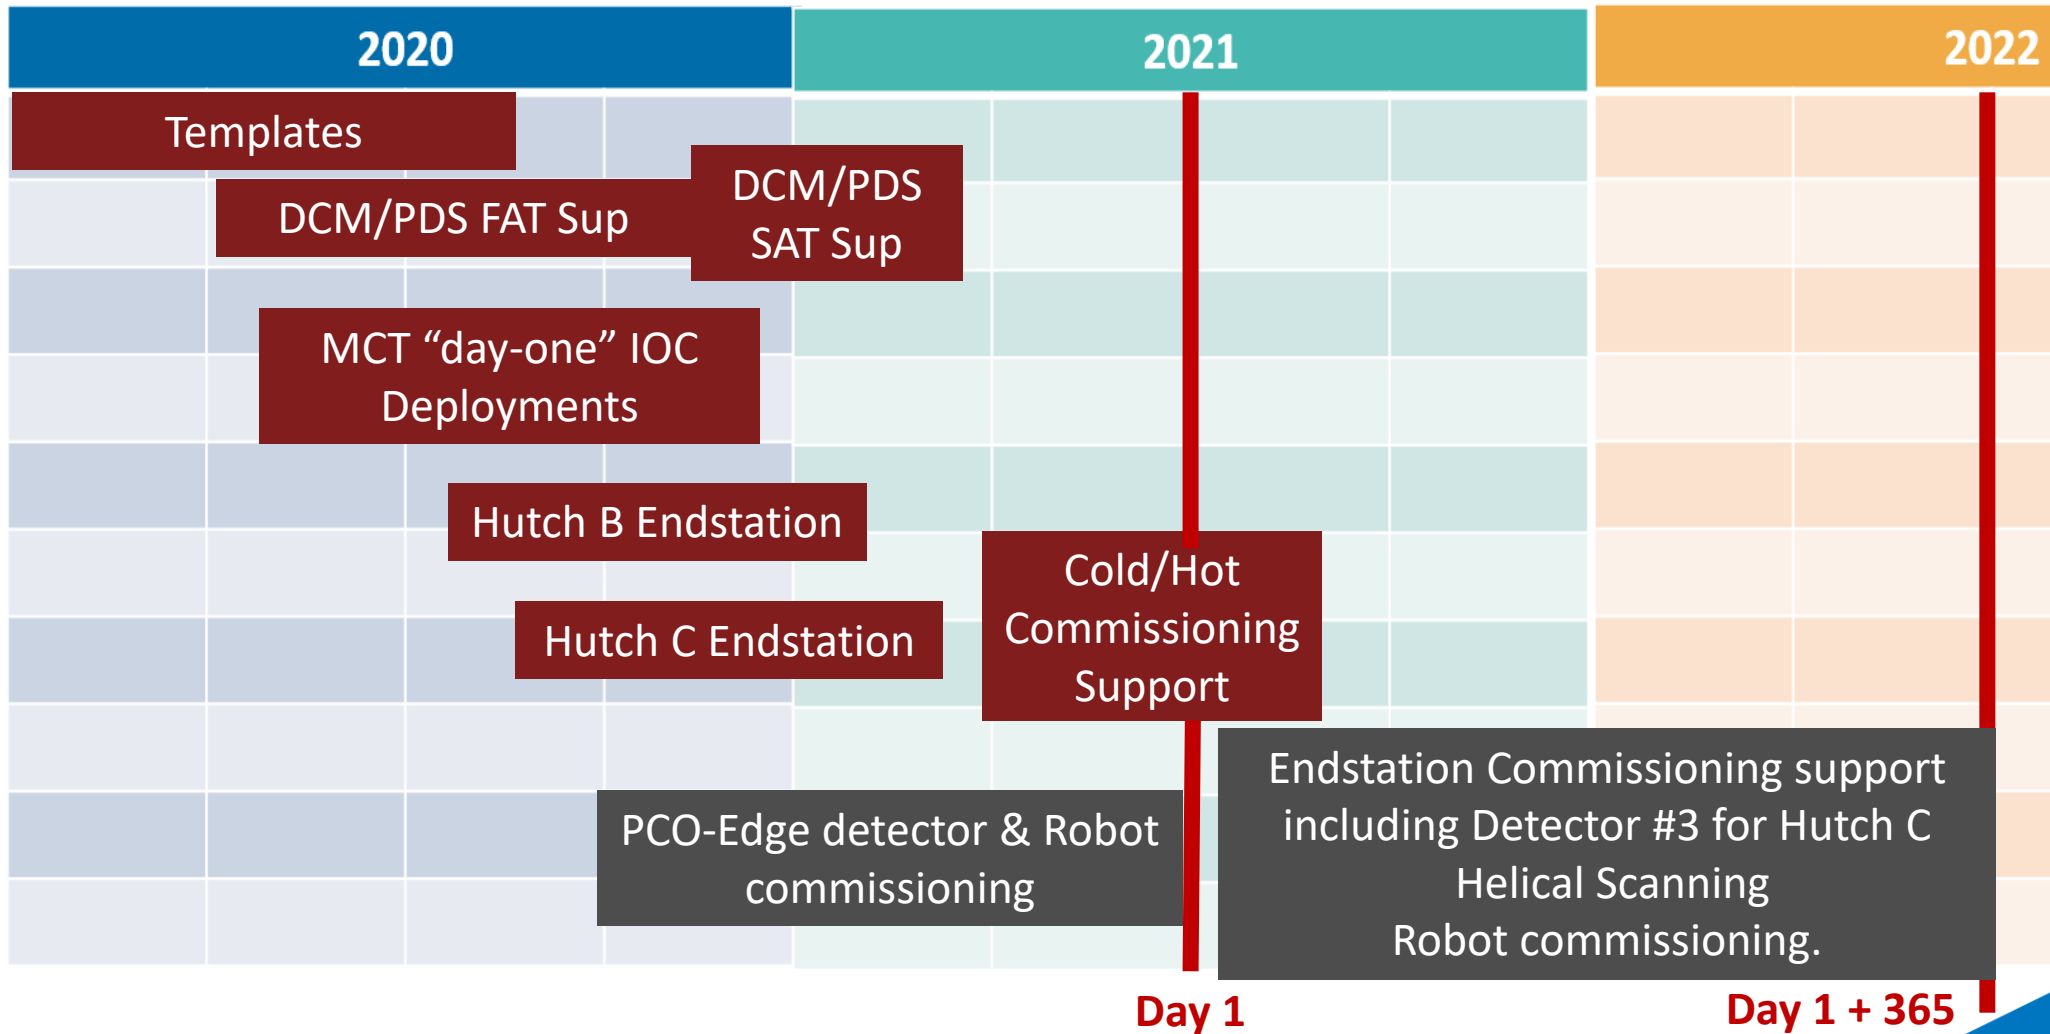 2020
2021
2022
Templates
DCM/PDS FAT Sup
DCM/PDS
SAT Sup
MCT “day-one” IOC
Deployments
Hutch B Endstation
Hutch C Endstation
Cold/Hot
Commissioning
Support
PCO-Edge detector & Robot
commissioning
Endstation Commissioning support
including Detector #3 for Hutch C
Helical Scanning
Robot commissioning.
Day 1
Day 1 + 365